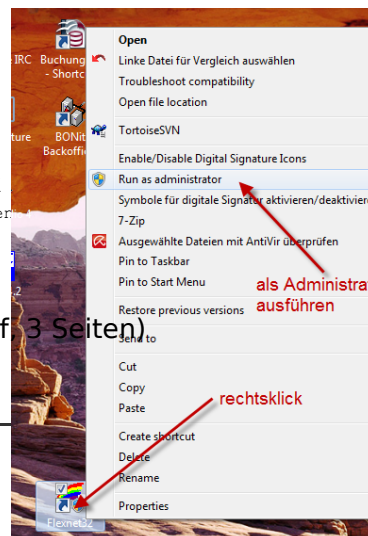 Open
IRC Buchung
- Shortc
Linke Datei für Vergleich auswählen
Troubleshoot compatibility
Open file location
ture BONit
Backoffi
TortoiseSVN
Enable/Disable Digital Signature Icons
Run as administrator
Symbole für digitale Signatur aktivieren/deaktiviere
7-Zip
Ausgewählte Dateien mit AntiVir überprüfen
Pin to Taskbar
Pin to Start Menu
als Administra
ausführen
Restore previous versions
f, 3 Seiten)
Send to
Cut
Copy
Paste
rechtsklick
Create shortcut
Delete
Rename
Properties
Flexnet32